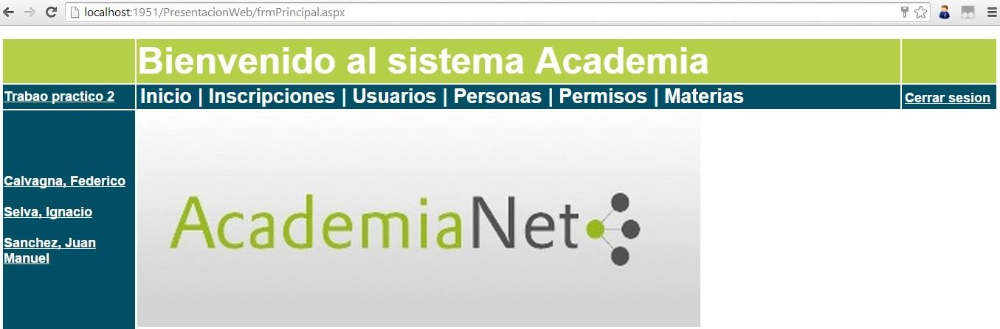 localhost:1951/PresentacionWeb/frmPrincipal.aspx
Bienvenido al sistema Academia
Trabao practico 2
Inicio | Inscripciones | Usuarios | Personas | Permisos | Materias
Cerrar sesion
Calvagna, Federico
Selva, Ignacio
Sanchez, Juan
Manuel
AcademiaNet